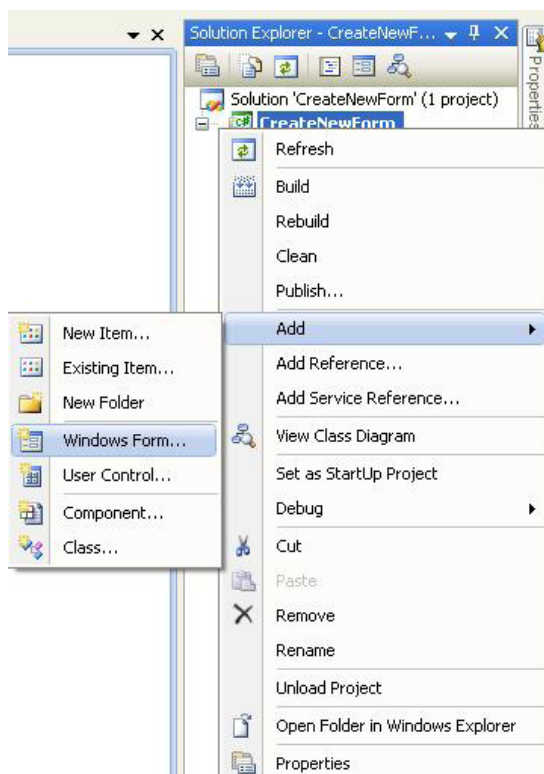 Solution Explorer - CreateNewF...
Properties
Solution 'CreateNewForm' (1 project)
CreateNewForm
Refresh
Build
Rebuild
Clean
Publish...
Add
Add Reference...
Add Service Reference...
View Class Diagram
Set as StartUp Project
Debug
Cut
Paste
Remove
Rename
Unload Project
Open Folder in Windows Explorer
Properties
New Item...
Existing Item...
New Folder
Windows Form...
User Control...
Component...
Class...